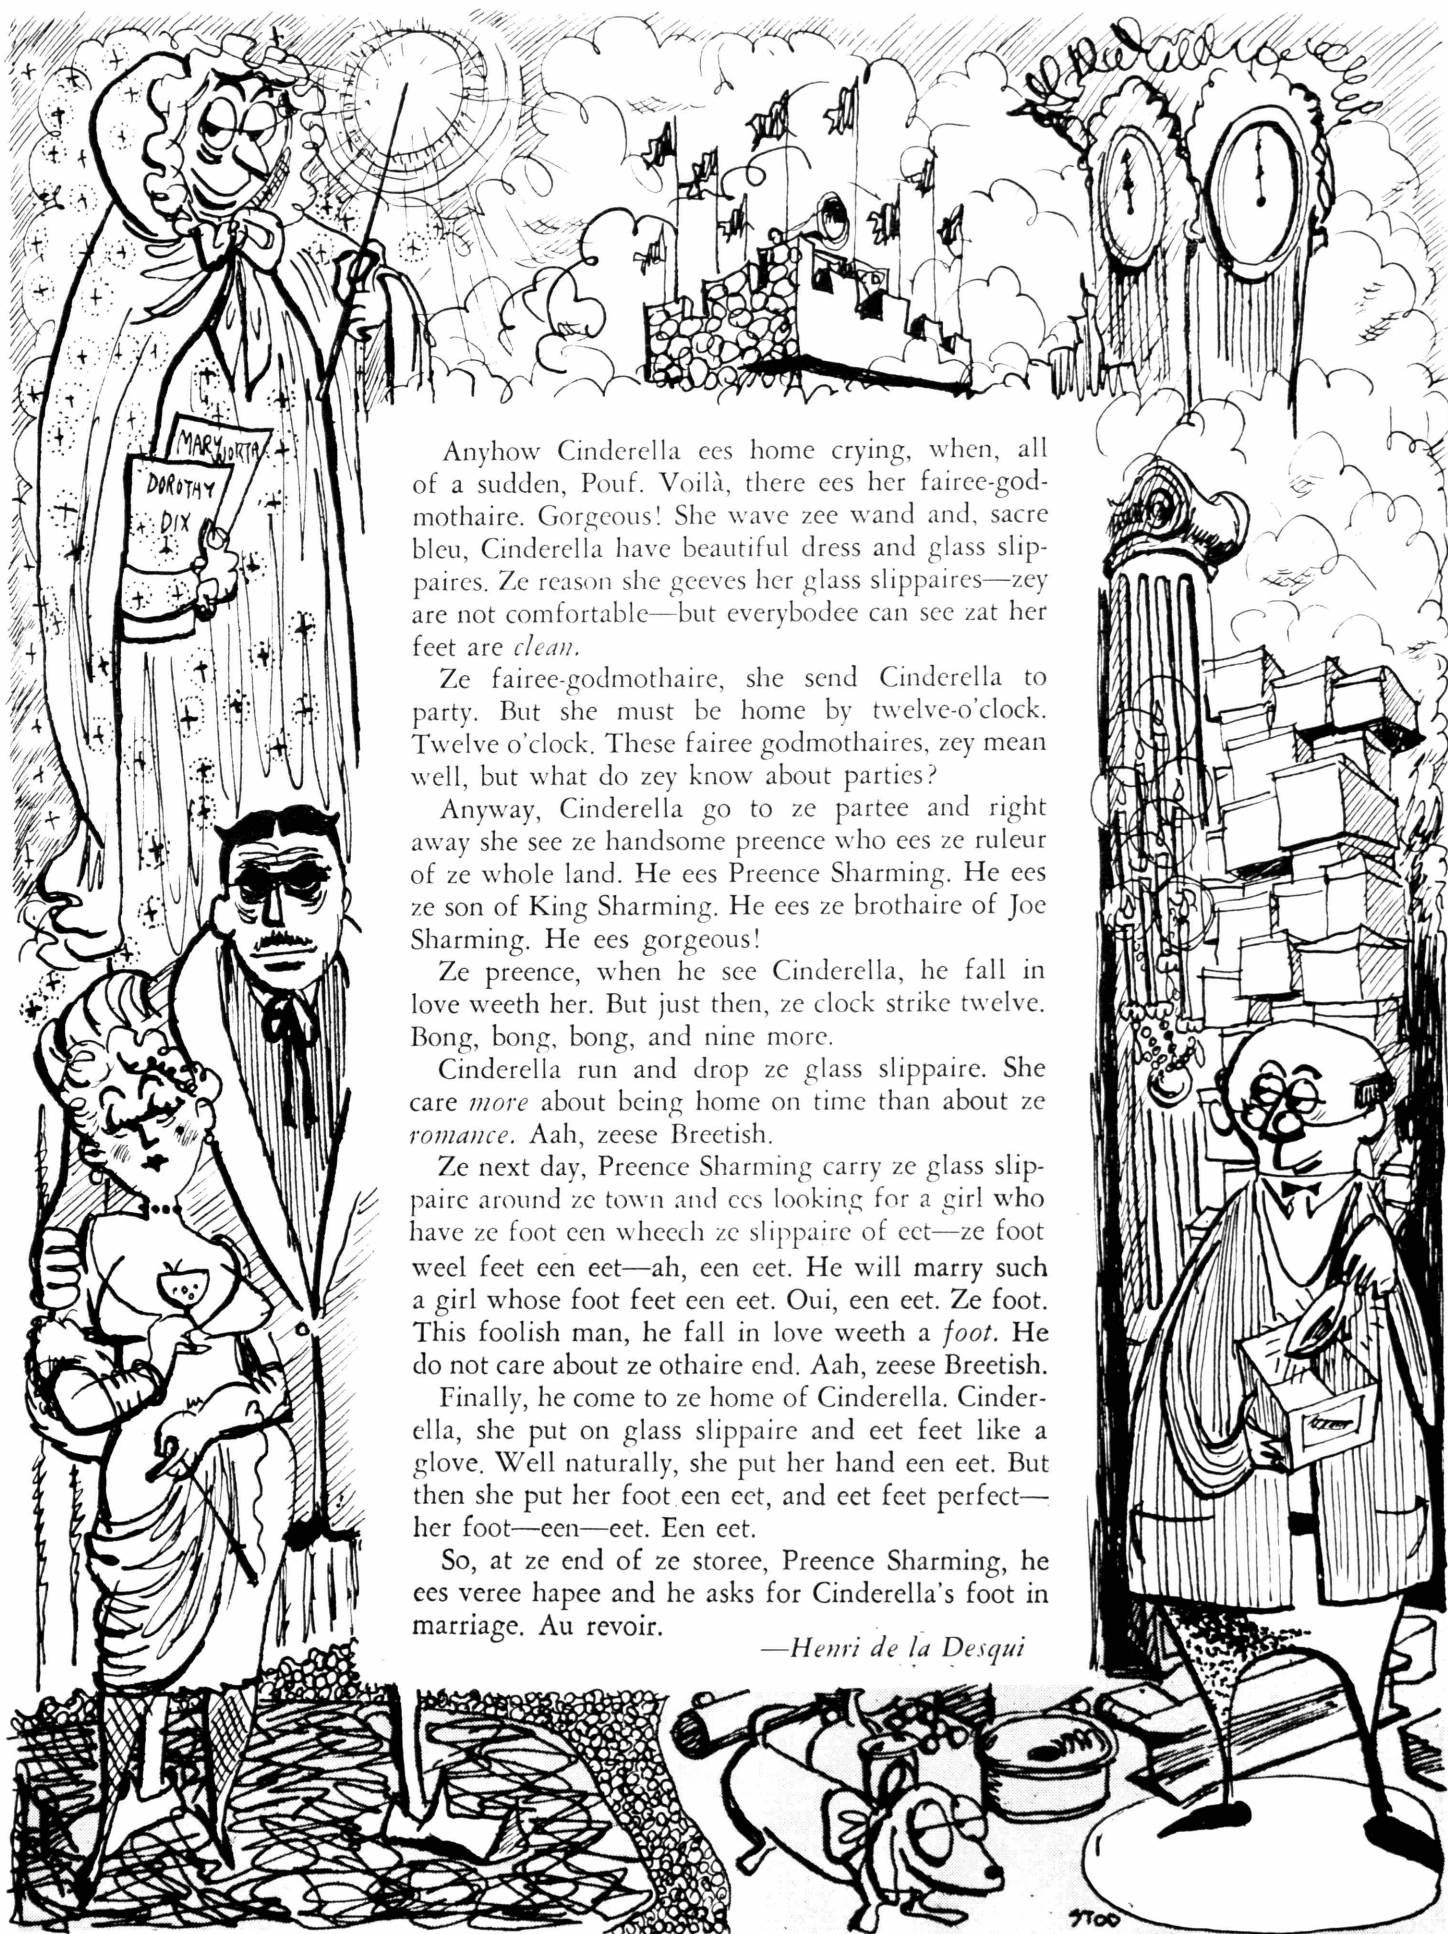 MARY WORTH
DOROTHY
DIX
Anyhow Cinderella ees home crying, when, all
of a sudden, Pouf. Voilà, there ees her fairee-god-
mothaire. Gorgeous! She wave zee wand and, sacre
bleu, Cinderella have beautiful dress and glass slip-
paires. Ze reason she geeves her glass slippaires—zey
are not comfortable—but everybodee can see zat her
feet are clean.
Ze fairee-godmothaire, she send Cinderella to
party. But she must be home by twelve-o'clock.
Twelve o'clock. These fairee godmothaires, zey mean
well, but what do zey know about parties?
Anyway, Cinderella go to ze partee and right
away she see ze handsome preence who ees ze ruleur
of ze whole land. He ees Preence Sharming. He ees
ze son of King Sharming. He ees ze brothaire of Joe
Sharming. He ees gorgeous!
Ze preence, when he see Cinderella, he fall in
love weeth her. But just then, ze clock strike twelve.
Bong, bong, bong, and nine more.
Cinderella run and drop ze glass slippaire. She
care more about being home on time than about ze
romance. Aah, zeese Breetish.
Ze next day, Preence Sharming carry ze glass slip-
paire around ze town and ees looking for a girl who
have ze foot een wheech ze slippaire of eet—ze foot
weel feet een eet—ah, een eet. He will marry such
a girl whose foot feet een eet. Oui, een eet. Ze foot.
This foolish man, he fall in love weeth a foot. He
do not care about ze othaire end. Aah, zeese Breetish.
Finally, he come to ze home of Cinderella. Cinder-
ella, she put on glass slippaire and eet feet like a
glove. Well naturally, she put her hand een eet. But
then she put her foot een eet, and eet feet perfect—
her foot—een—eet. Een eet.
So, at ze end of ze storee, Preence Sharming, he
ees veree hapee and he asks for Cinderella's foot in
marriage. Au revoir.
—Henri de la Desqui
STOO